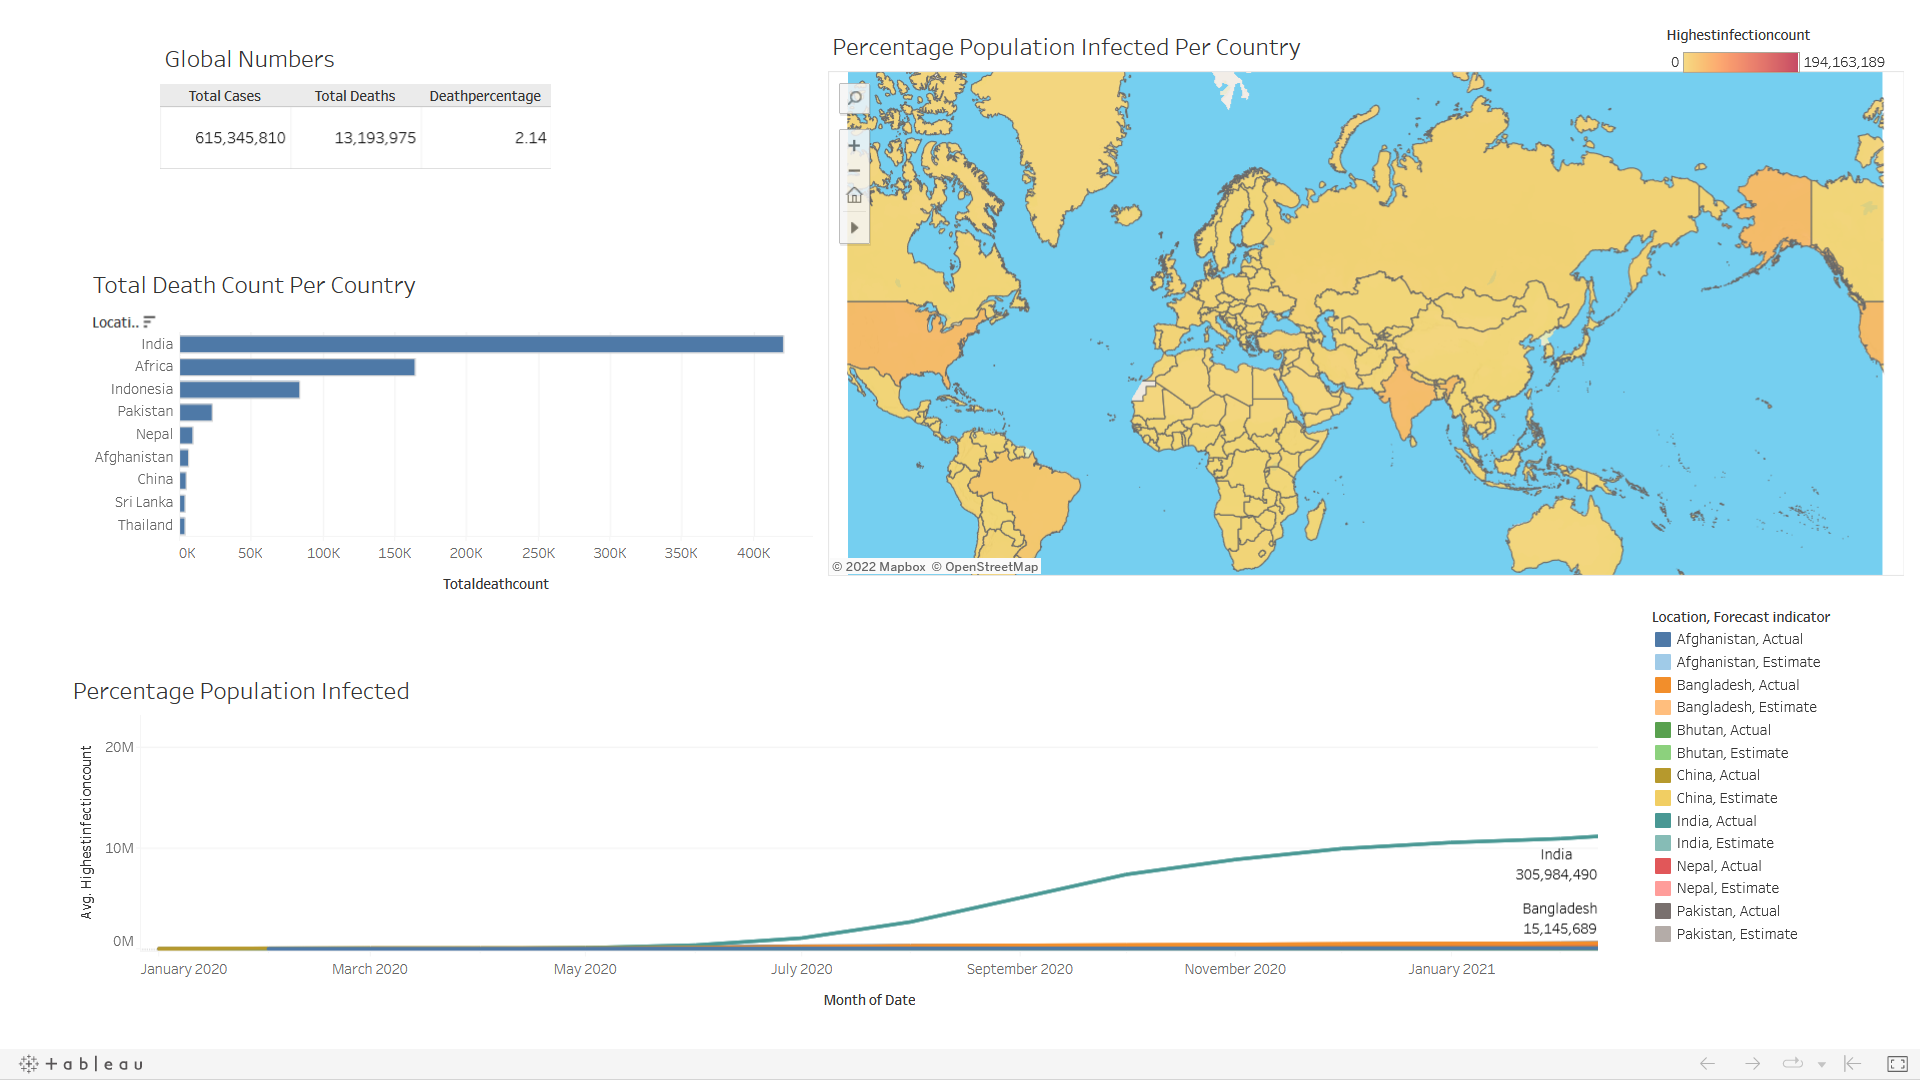 Global Numbers
Total Cases Total Deaths Deathpercentage
615,345,810 13,193,975 2.14
Percentage Population Infected Per Country
Highestinfectioncount
0 194,163,189
© 2022 Mapbox © OpenStreetMap
Total Death Count Per Country
Locati..
India
Africa
Indonesia
Pakistan
Nepal
Afghanistan
China
Sri Lanka
Thailand
0K 50K 100K 150K 200K 250K 300K 350K 400K
Totaldeathcount
Percentage Population Infected
Avg. Highestinfectioncount
20M
10M
0M
India
305,984,490
Bangladesh
15,145,689
January 2020 March 2020 May 2020 July 2020 September 2020 November 2020 January 2021
Month of Date
Location, Forecast indicator
Afghanistan, Actual
Afghanistan, Estimate
Bangladesh, Actual
Bangladesh, Estimate
Bhutan, Actual
Bhutan, Estimate
China, Actual
China, Estimate
India, Actual
India, Estimate
Nepal, Actual
Nepal, Estimate
Pakistan, Actual
Pakistan, Estimate
+ableau